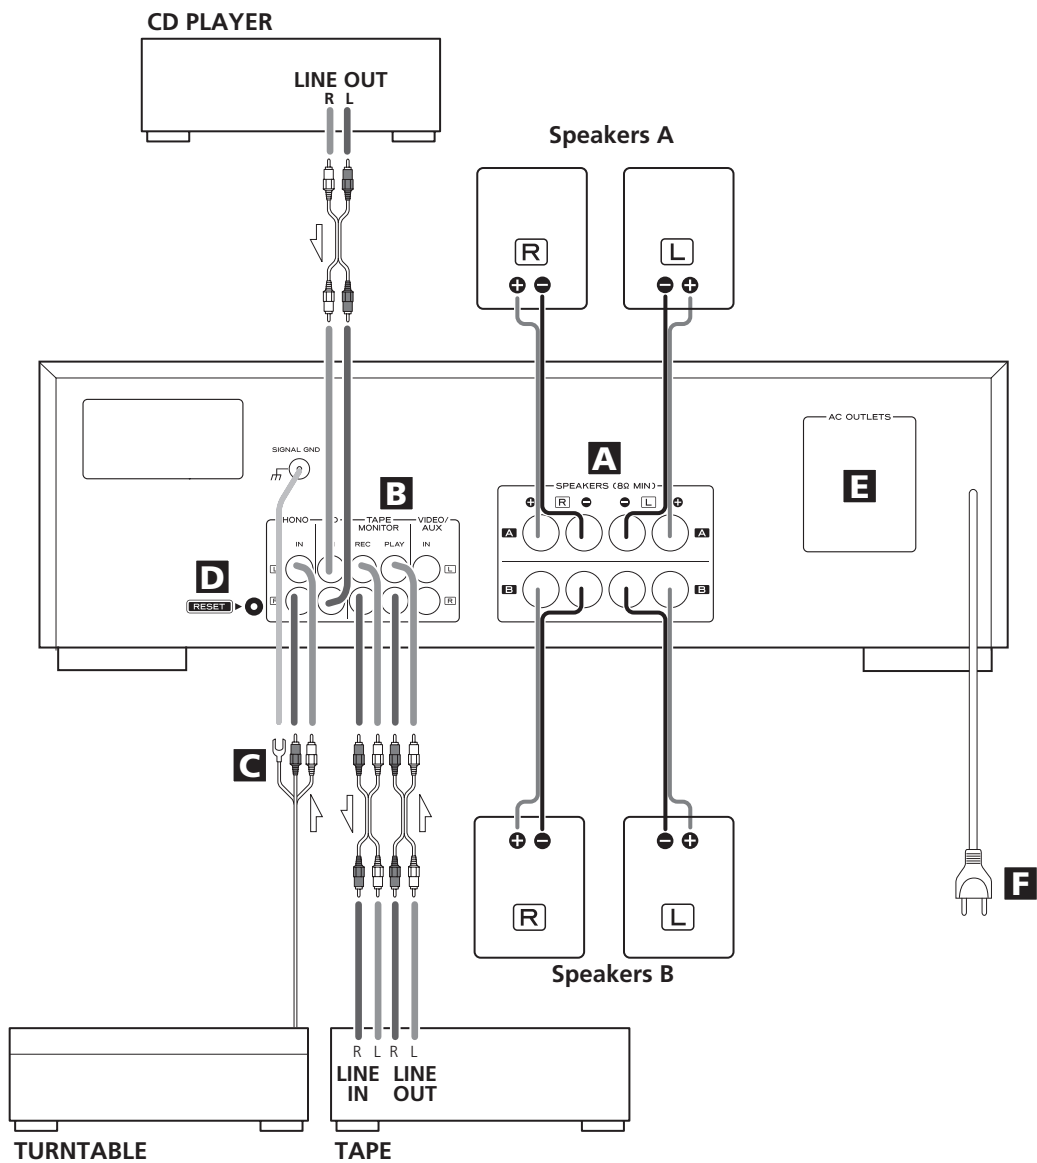 CD PLAYER
LINE OUT
R L
Speakers A
R
L
+ −
− +
AC OUTLETS
SIGNAL GND
A
SPEAKERS (8Ω MIN)
+ R −
− L +
B
E
TAPE MONITOR
VIDEO/
AUX
IN
REC
PLAY
IN
A
A
L
L
D
RESET
B
B
R
R
C
+ −
− +
F
R
L
Speakers B
R L R L
LINE IN
LINE OUT
TURNTABLE
TAPE